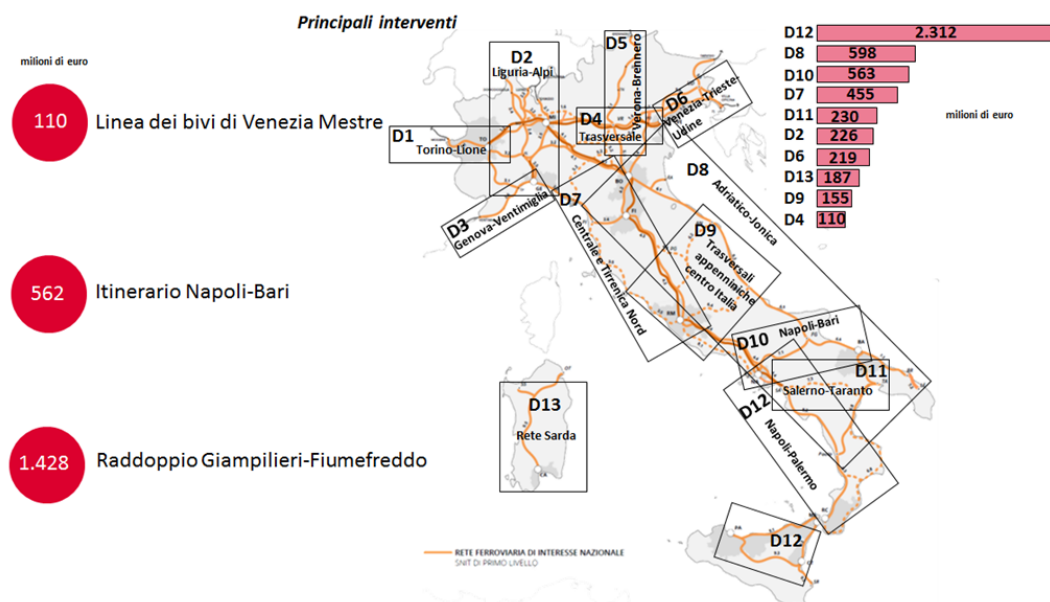 Principali interventi
milioni di euro
110
Linea dei bivi di Venezia Mestre
562
Itinerario Napoli-Bari
1.428
Raddoppio Giampilieri-Fiumefreddo
D1
Torino-Lione
D2
Liguria-Alpi
D3
Genova-Ventimiglia
D4
Trasversale
D5
Verona-Brennero
D6
Venezia-Trieste-
Udine
D7
Centrale e Tirrenica Nord
D8
Adriatico-Jonica
D9
Trasversali
appenniniche
centro Italia
D10
Napoli-Bari
D11
Salerno-Taranto
D12
Napoli-Palermo
D12
D13
Rete Sarda
RETE FERROVIARIA DI INTERESSE NAZIONALE
SNIT DI PRIMO LIVELLO
D12 2.312
D8 598
D10 563
D7 455
D11 230
D2 226
D6 219
D13 187
D9 155
D4 110
milioni di euro